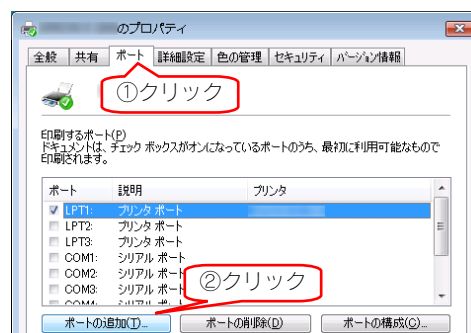 のプロパティ
全般 共有 ポート 詳細設定 色の管理 セキュリティ バージョン情報
①クリック
印刷するポート(P)
ドキュメントは、チェック ボックスがオンになっているポートのうち、最初に利用可能なもので
印刷されます。
ポート 説明 プリンタ
LPT1: プリンタ ポート
LPT2: プリンタ ポート
LPT3: プリンタ ポート
COM1: シリアル ポート
COM2: シリアル ポート
COM3: シリアル ポート
COM4: シリアル ポート
②クリック
ポートの追加(T)... ポートの削除(D) ポートの構成(C)...